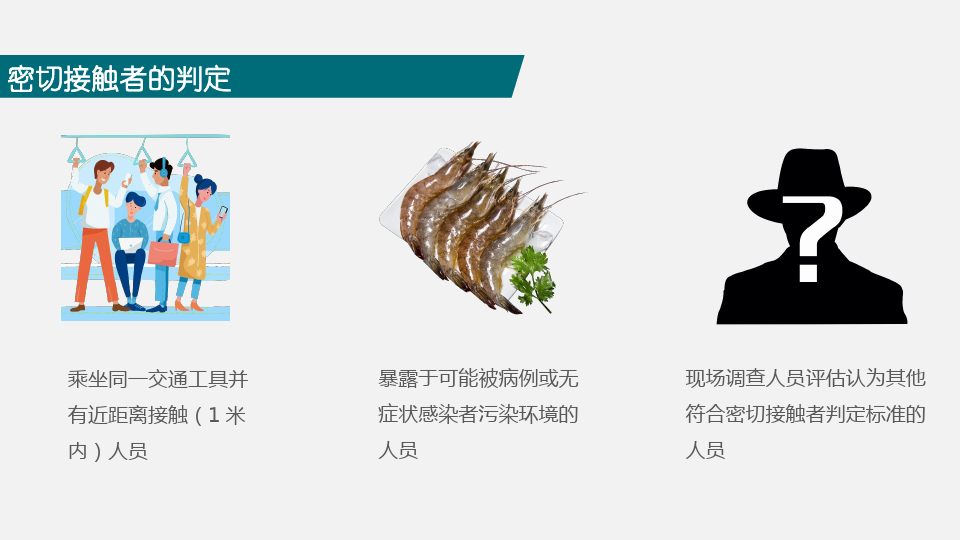 密切接触者的判定
?
乘坐同一交通工具并
有近距离接触（1 米
内）人员
暴露于可能被病例或无
症状感染者污染环境的
人员
现场调查人员评估认为其他
符合密切接触者判定标准的
人员